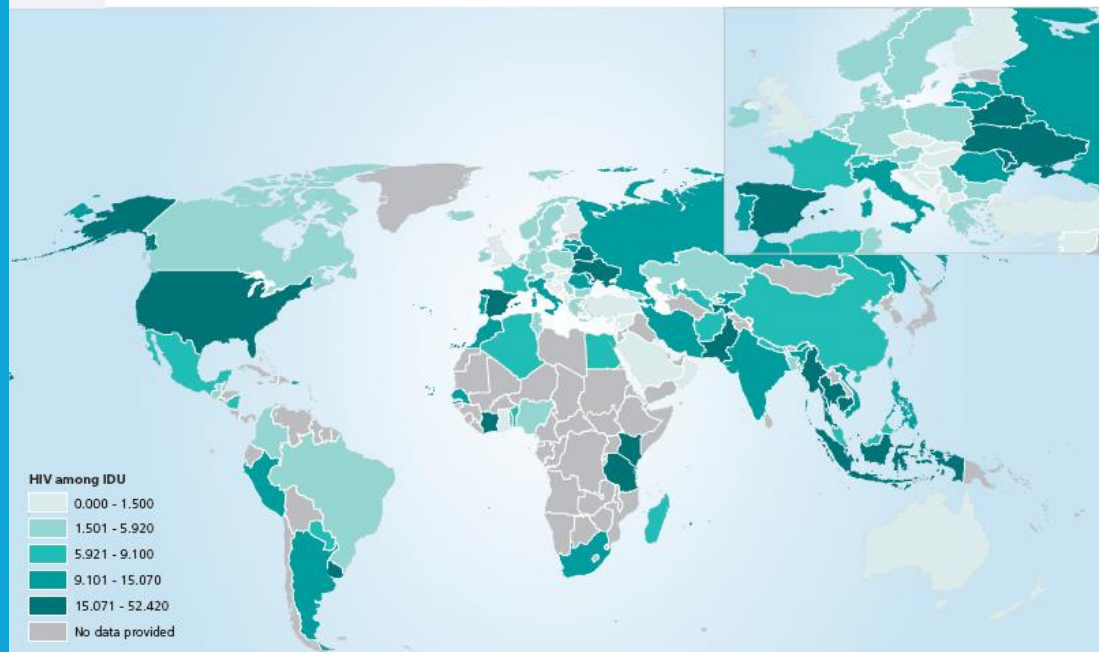 HIV among IDU
0.000 - 1.500
1.501 - 5.920
5.921 - 9.100
9.101 - 15.070
15.071 - 52.420
No data provided